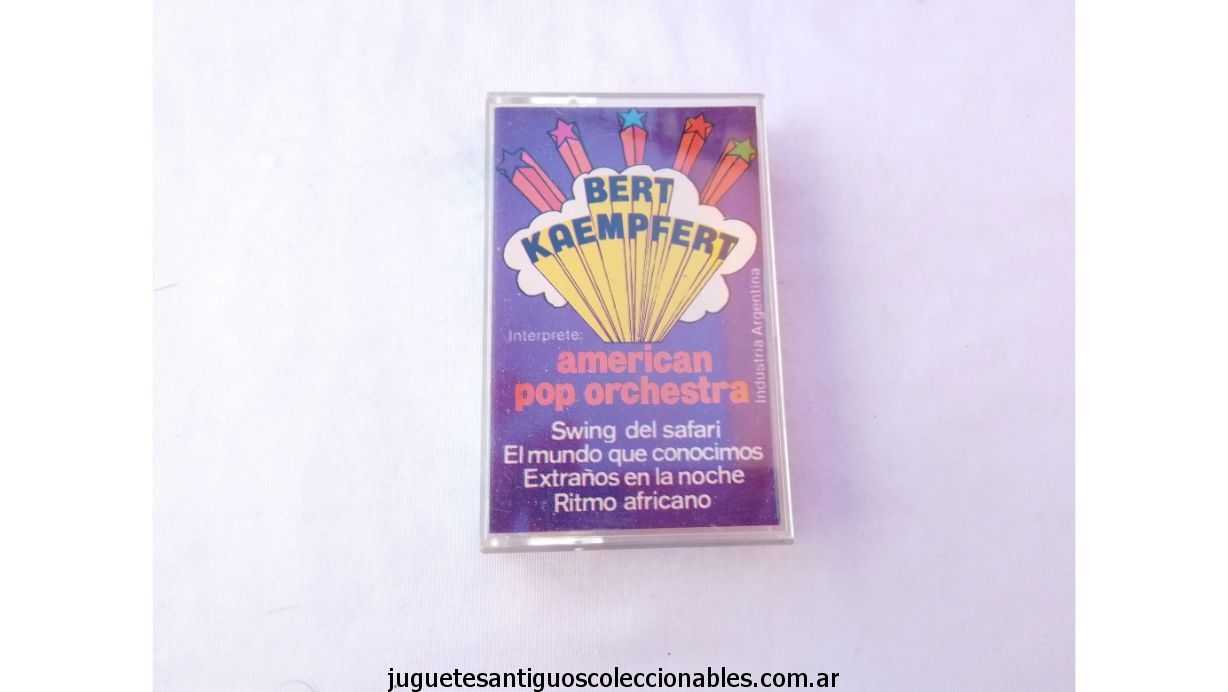 BERT
KAEMPFERT
Interprete:
american
pop orchestra
Industria Argentina
Swing del safari
El mundo que conocimos
Extraños en la noche
Ritmo africano
juguetesantiguoscoleccionables.com.ar